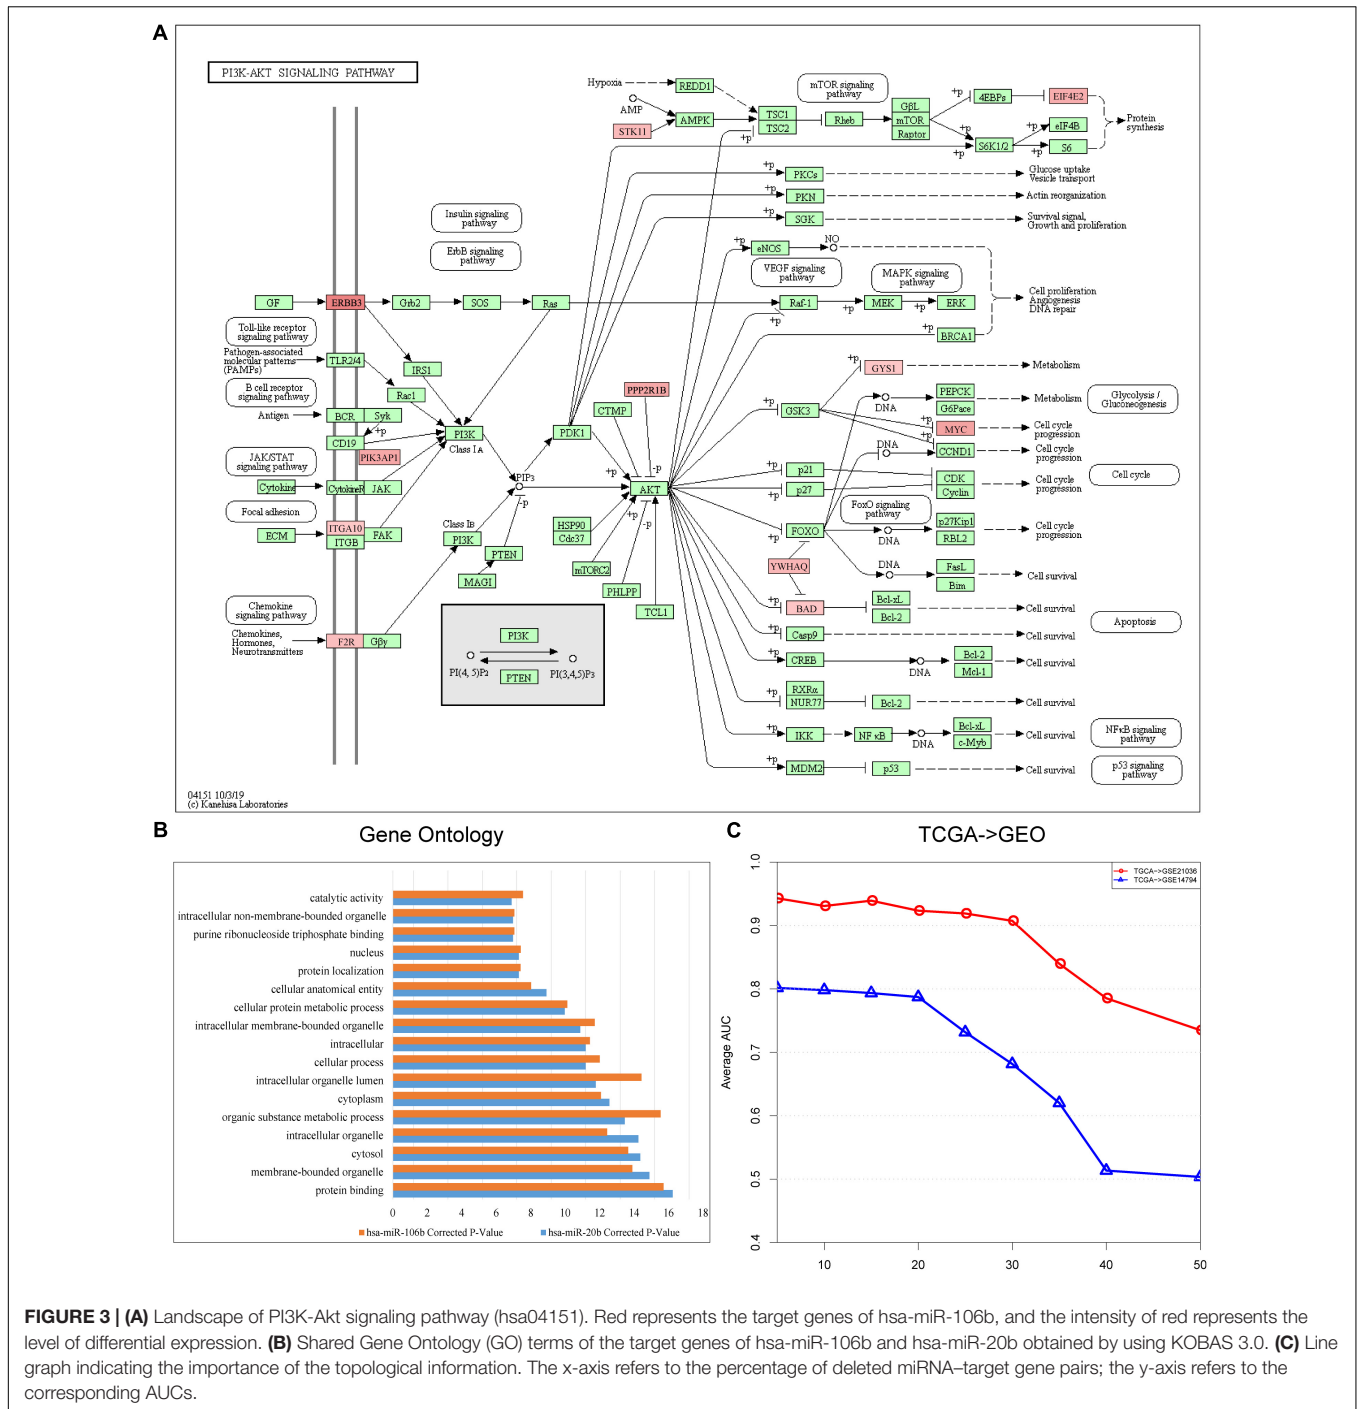 A
PI3K-AKT SIGNALING PATHWAY
Hypoxia
REDD1
mTOR signaling
pathway
AMP
STK11
AMPK
TSC1
TSC2
+p
Rheb
GβL
mTOR
Raptor
+p
4EBPs
EIF4E2
+p
S6K1/2
+p
+p
eIF4B
+p
S6
Protein
synthesis
+p
PKCs
Glucose uptake
Vesicle transport
+p
PKN
Actin reorganization
+p
SGK
Survival signal,
Growth and proliferation
Insulin signaling
pathway
ErbB signaling
pathway
+p
eNOS
NO
VEGF signaling
pathway
MAPK signaling
pathway
GF
ERBB3
Grb2
SOS
Ras
Raf-1
+p
+p
MEK
+p
ERK
Cell proliferation
Angiogenesis
DNA repair
+p
BRCA1
Toll-like receptor
signaling pathway
Pathogen-associated
molecular patterns
(PAMPs)
TLR2/4
IRS1
Rac1
B cell receptor
signaling pathway
Antigen
BCR
Syk
+p
CD19
PIK3AP1
PI3K
Class IA
JAK/STAT
signaling pathway
Cytokine
CytokineR
JAK
Focal adhesion
ECM
ITGA10
ITGB
FAK
Chemokine
signaling pathway
Chemokines,
Hormones,
Neurotransmitters
F2R
Gβγ
Class IB
PI3K
PIP3
-p
PTEN
MAGI
PDK1
CTMP
PPP2R1B
+p
-p
AKT
+p
-p
HSP90
Cdc37
mTORC2
PHLPP
TCL1
PI3K
PI(4, 5)P2
PI(3,4,5)P3
PTEN
+p
GYS1
Metabolism
+p
GSK3
DNA
PEPCK
G6Pace
Metabolism
Glycolysis /
Gluconeogenesis
+p
+p
MYC
Cell cycle
progression
DNA
CCND1
Cell cycle
progression
+p
p21
+p
p27
CDK
Cyclin
Cell cycle
progression
Cell cycle
+p
FOXO
FoxO signaling
pathway
DNA
p27Kip1
RBL2
Cell cycle
progression
YWHAQ
DNA
FasL
Bim
Cell survival
+p
BAD
Bcl-xL
Bcl-2
Cell survival
Apoptosis
+p
Casp9
Cell survival
+p
CREB
DNA
Bcl-2
Mcl-1
Cell survival
+p
RXRα
NUR77
Bcl-2
Cell survival
+p
IKK
NFκB
DNA
Bcl-xL
c-Myb
Cell survival
NFκB signaling
pathway
+p
MDM2
p53
Cell survival
p53 signaling
pathway
04151 10/3/19
(c) Kanehisa Laboratories
B
Gene Ontology
catalytic activity
intracellular non-membrane-bounded organelle
purine ribonucleoside triphosphate binding
nucleus
protein localization
cellular anatomical entity
cellular protein metabolic process
intracellular membrane-bounded organelle
intracellular
cellular process
intracellular organelle lumen
cytoplasm
organic substance metabolic process
intracellular organelle
cytosol
membrane-bounded organelle
protein binding
0 2 4 6 8 10 12 14 16 18
hsa-miR-106b Corrected P-Value
hsa-miR-20b Corrected P-Value
C
TCGA->GEO
TGCA->GSE21036
TCGA->GSE14794
Average AUC
1.0
0.9
0.8
0.7
0.6
0.5
0.4
10 20 30 40 50
FIGURE 3 | (A) Landscape of PI3K-Akt signaling pathway (hsa04151). Red represents the target genes of hsa-miR-106b, and the intensity of red represents the
level of differential expression. (B) Shared Gene Ontology (GO) terms of the target genes of hsa-miR-106b and hsa-miR-20b obtained by using KOBAS 3.0. (C) Line
graph indicating the importance of the topological information. The x-axis refers to the percentage of deleted miRNA–target gene pairs; the y-axis refers to the
corresponding AUCs.